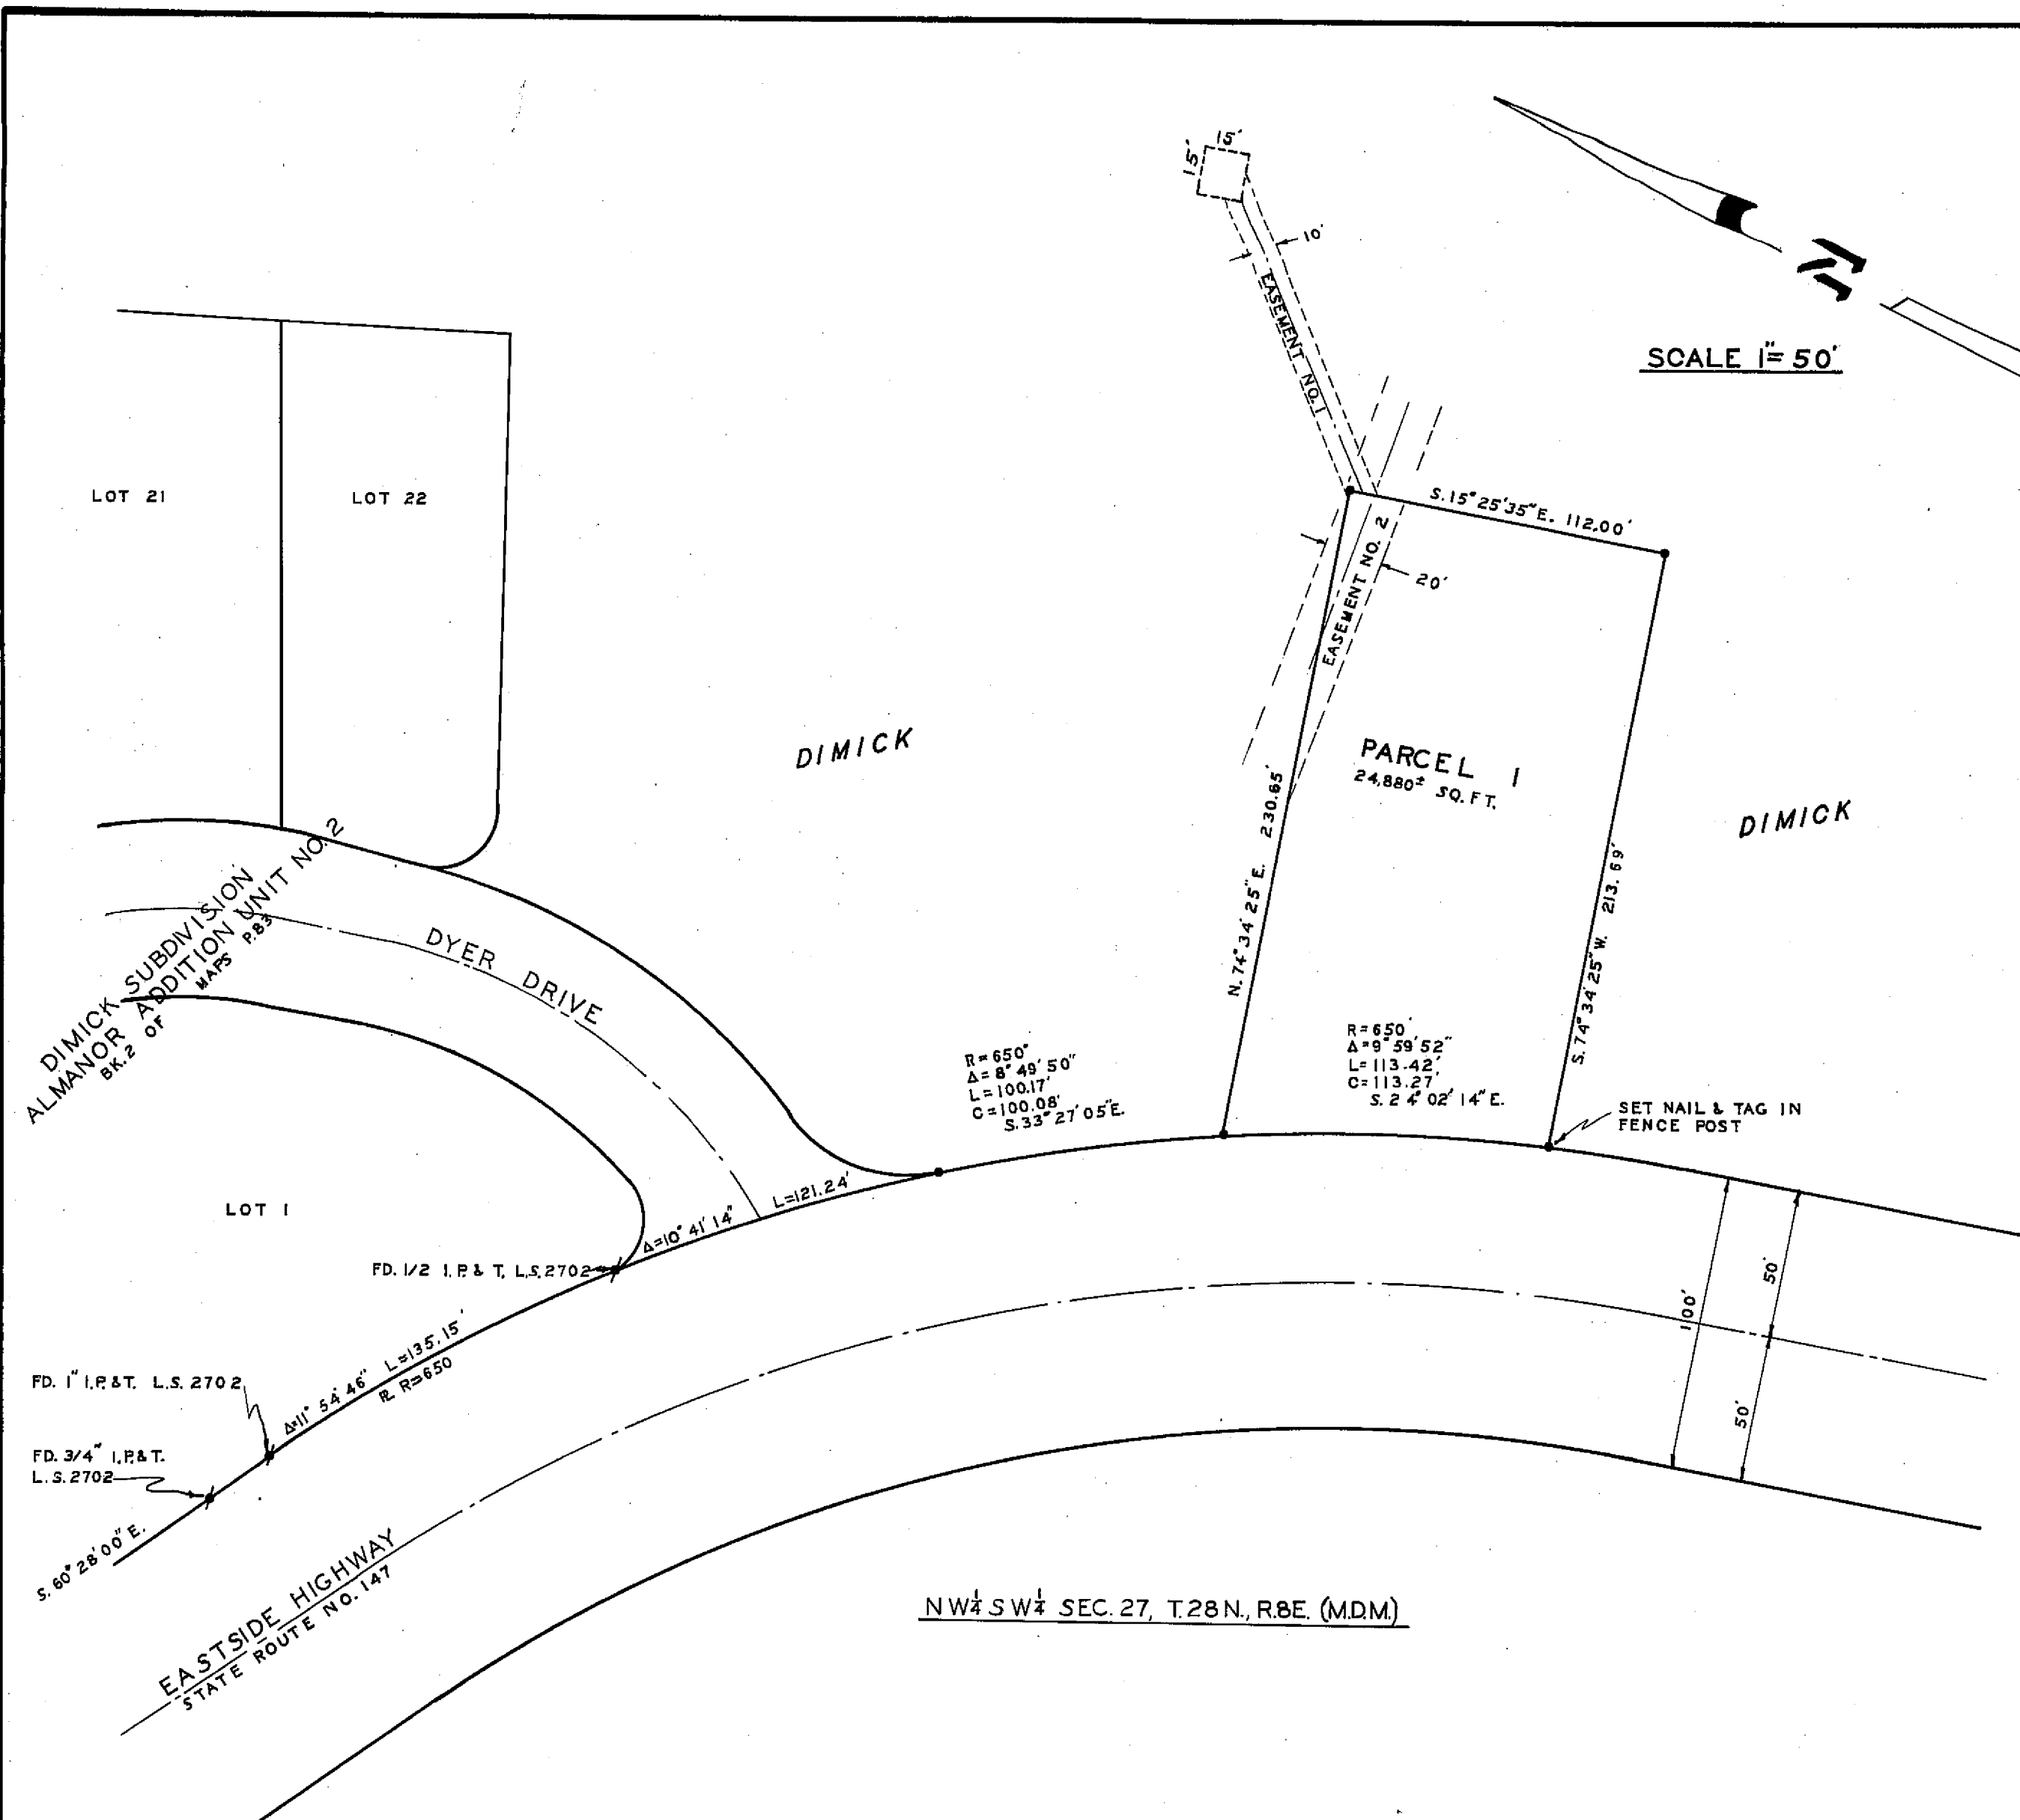 15'
15'
10'
EASEMENT NO. 1
N
SCALE 1"= 50'
LOT 21
LOT 22
S. 15° 25' 35" E. 112.00'
EASEMENT NO. 2
20'
DIMICK
PARCEL 1
24,880± SQ. FT.
DIMICK
N. 74° 34' 25" E. 230.65'
S. 74° 34' 25" W. 213.69'
DIMICK SUBDIVISION
ALMANOR ADDITION UNIT NO. 2
BK. 2 OF MAPS P. 83
DYER DRIVE
R=650'
Δ=8° 49' 50"
L=100.17'
C=100.08'
S. 33° 27' 05" E.
R=650'
Δ=9° 59' 52"
L=113.42'
C=113.27'
S. 24° 02' 14" E.
SET NAIL & TAG IN
FENCE POST
LOT 1
Δ=10° 41' 14" L=121.24'
FD. 1/2 I.P. & T. L.S. 2702
Δ=11° 54' 46" L=135.15'
R=650
FD. 1" I.P. & T. L.S. 2702
FD. 3/4" I.P. & T.
L.S. 2702
S. 60° 28' 00" E.
100'
50'
50'
EASTSIDE HIGHWAY
STATE ROUTE NO. 147
NW¼ SW¼ SEC. 27, T.28N., R.8E. (M.D.M.)